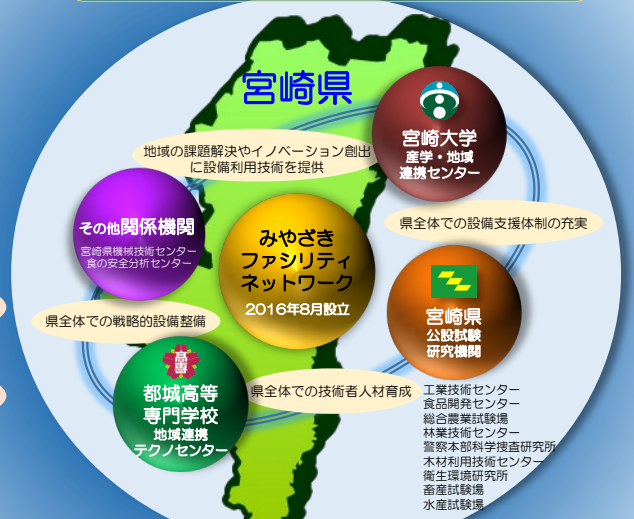 宮崎県
宮崎大学
産学・地域
連携センター
地域の課題解決やイノベーション創出
に設備利用技術を提供
その他関係機関
宮崎県機械技術センター
食の安全分析センター
みやざき
ファシリティ
ネットワーク
2016年8月設立
県全体での設備支援体制の充実
宮崎県
公設試験
研究機関
県全体での戦略的設備整備
高専
都城高等
専門学校
地域連携
テクノセンター
県全体での技術者人材育成
工業技術センター
食品開発センター
総合農業試験場
林業技術センター
警察本部科学捜査研究所
木材利用技術センター
衛生環境研究所
畜産試験場
水産試験場